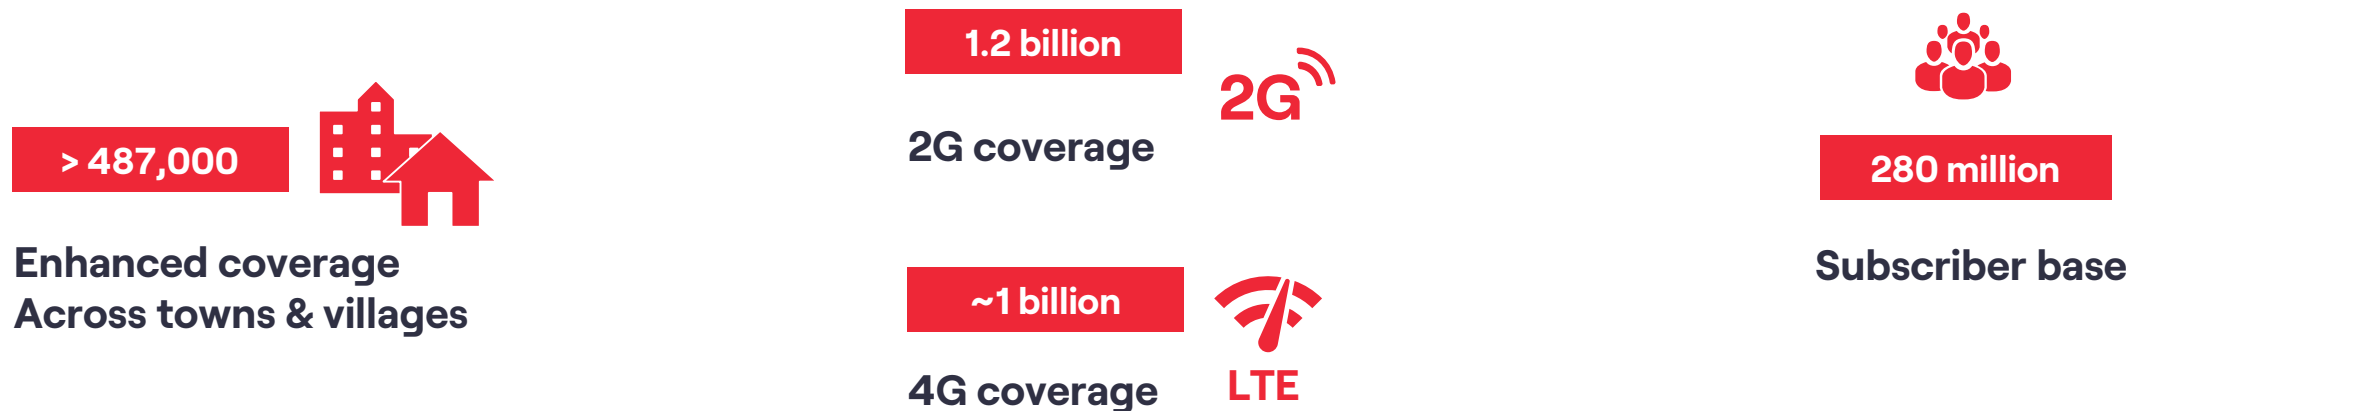 > 487,000
Enhanced coverage
Across towns & villages
1.2 billion
2G
2G coverage
~1 billion
LTE
4G coverage
280 million
Subscriber base